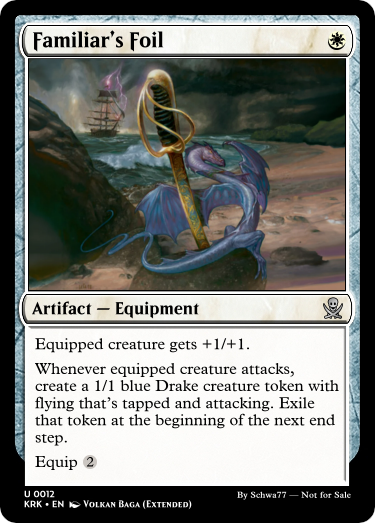 Familiar's Foil
Artifact — Equipment
Equipped creature gets +1/+1.
Whenever equipped creature attacks,
create a 1/1 blue Drake creature token with
flying that's tapped and attacking. Exile
that token at the beginning of the next end
step.
Equip 2
U 0012
KRK • EN Volkan Baga (Extended)
By Schwa77 — Not for Sale